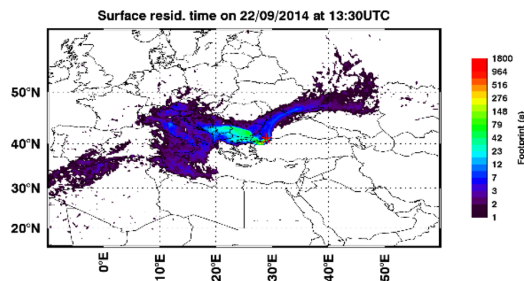 Surface resid. time on 22/09/2014 at 13:30UTC
50°N
40°N
30°N
20°N
0°E
10°E
20°E
30°E
40°E
50°E
1800
964
516
276
148
79
42
23
12
7
3
2
1
Footprint (s)